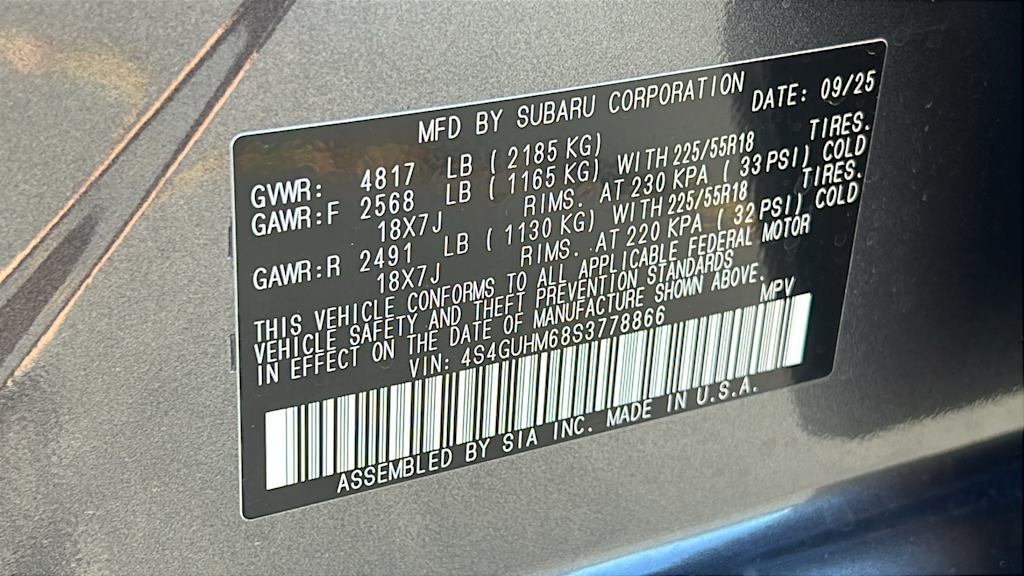 MFD BY SUBARU CORPORATION DATE: 09/25
GVWR: 4817 LB ( 2185 KG)
GAWR:F 2568 LB ( 1165 KG) WITH 225/55R18 TIRES.
18X7J RIMS. AT 230 KPA ( 33 PSI) COLD
GAWR:R 2491 LB ( 1130 KG) WITH 225/55R18 TIRES.
18X7J RIMS. AT 220 KPA ( 32 PSI) COLD
THIS VEHICLE CONFORMS TO ALL APPLICABLE FEDERAL MOTOR
VEHICLE SAFETY AND THEFT PREVENTION STANDARDS
IN EFFECT ON THE DATE OF MANUFACTURE SHOWN ABOVE.
VIN: 4S4GUHM68S3778866 MPV
ASSEMBLED BY SIA INC. MADE IN U.S.A.